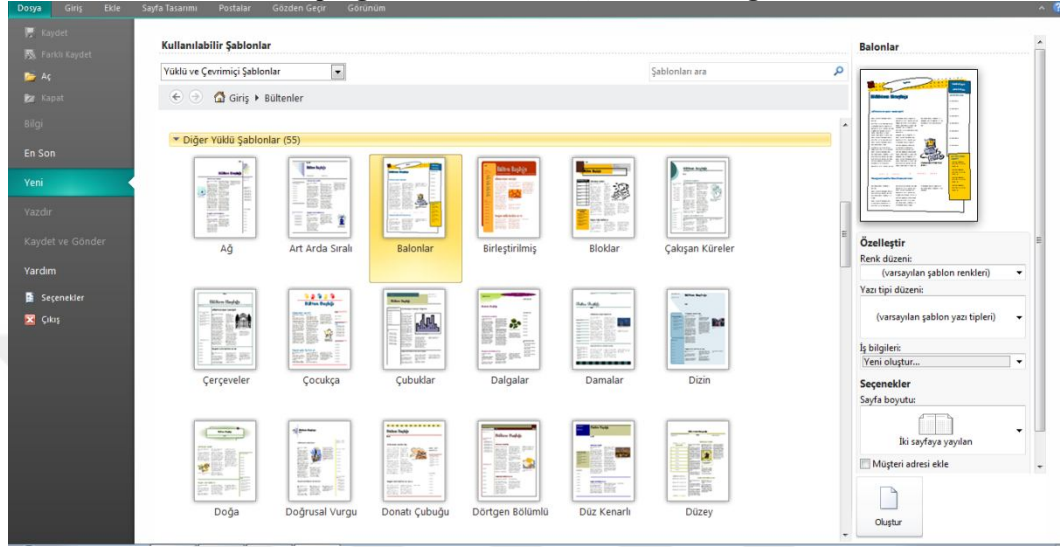 Dosya Giriş Ekle Sayfa Tasarımı Postalar Gözden Geçir Görünüm
Kaydet
Farklı Kaydet
Aç
Kapat
Bilgi
En Son
Yeni
Yazdır
Kaydet ve Gönder
Yardım
Seçenekler
Çıkış
Kullanılabilir Şablonlar
Yüklü ve Çevrimiçi Şablonlar
Şablonları ara
Giriş
Bültenler
Diğer Yüklü Şablonlar (55)
Ağ Art Arda Sıralı Balonlar Birleştirilmiş Bloklar Çakışan Küreler
Çerçeveler Çocukça Çubuklar Dalgalar Damalar Dizin
Doğa Doğrusal Vurgu Donatı Çubuğu Dörtgen Bölümlü Düz Kenarlı Düzey
Balonlar
Özelleştir
Renk düzeni:
(varsayılan şablon renkleri)
Yazı tipi düzeni:
(varsayılan şablon yazı tipleri)
İş bilgileri:
Yeni oluştur...
Seçenekler
Sayfa boyutu:
İki sayfaya yayılan
Müşteri adresi ekle
Oluştur